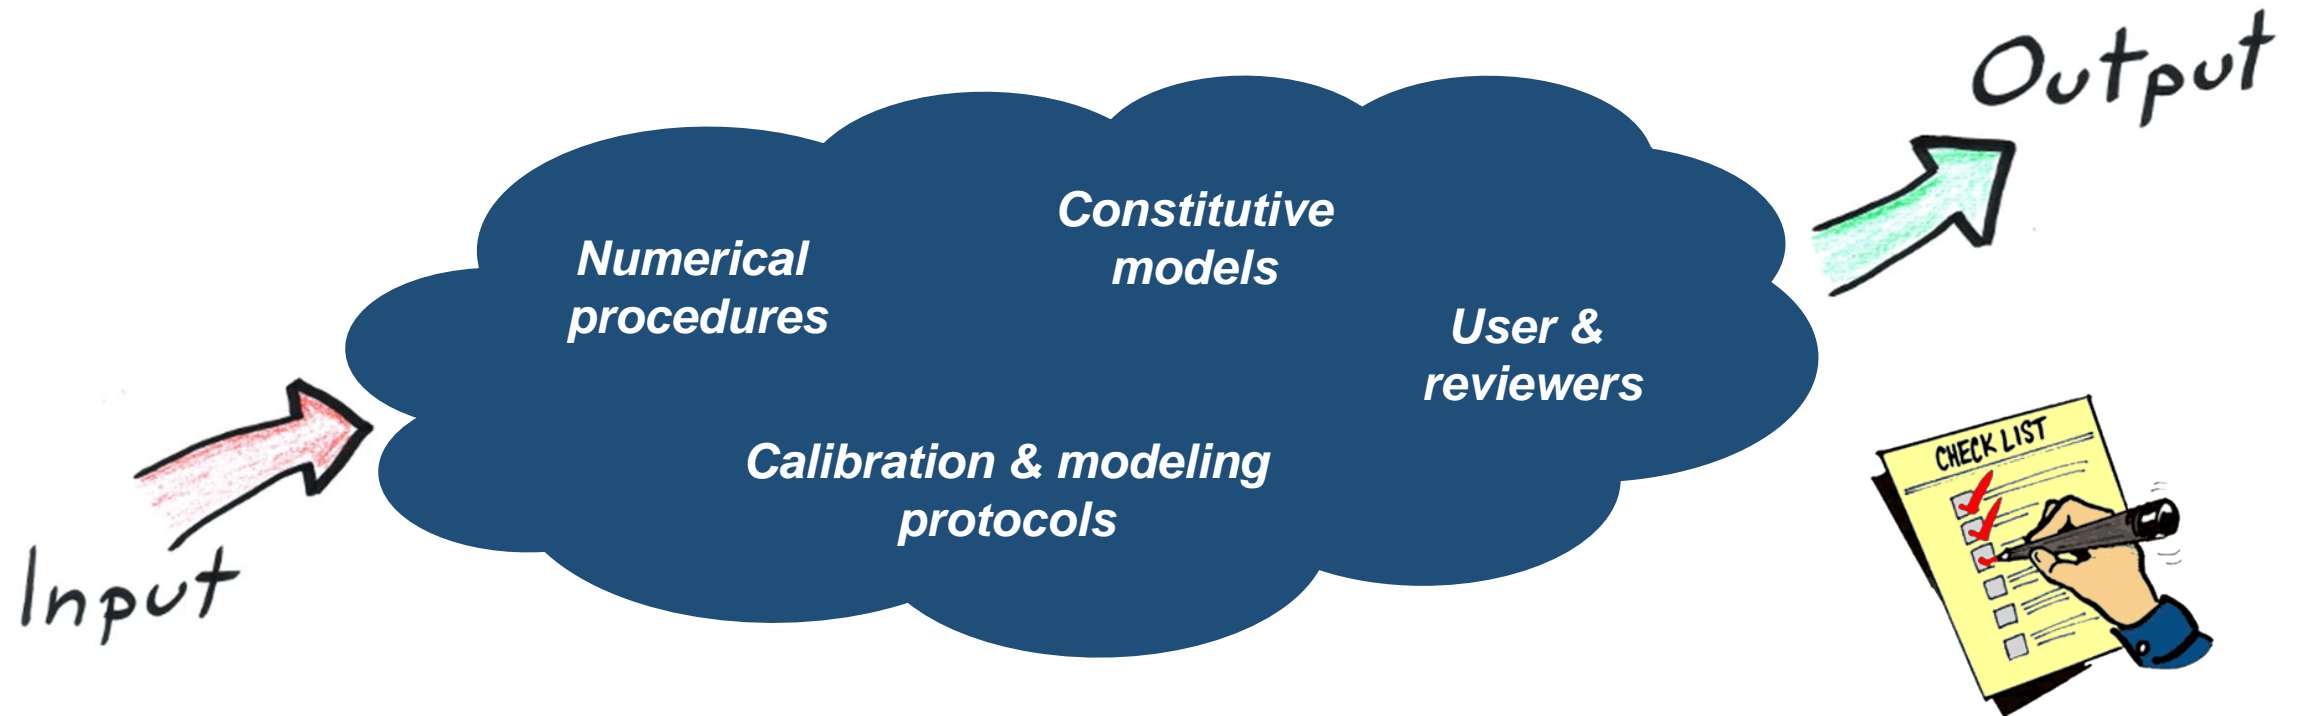 Output
Constitutive
models
Numerical
procedures
User &
reviewers
Calibration & modeling
protocols
Input
CHECK LIST